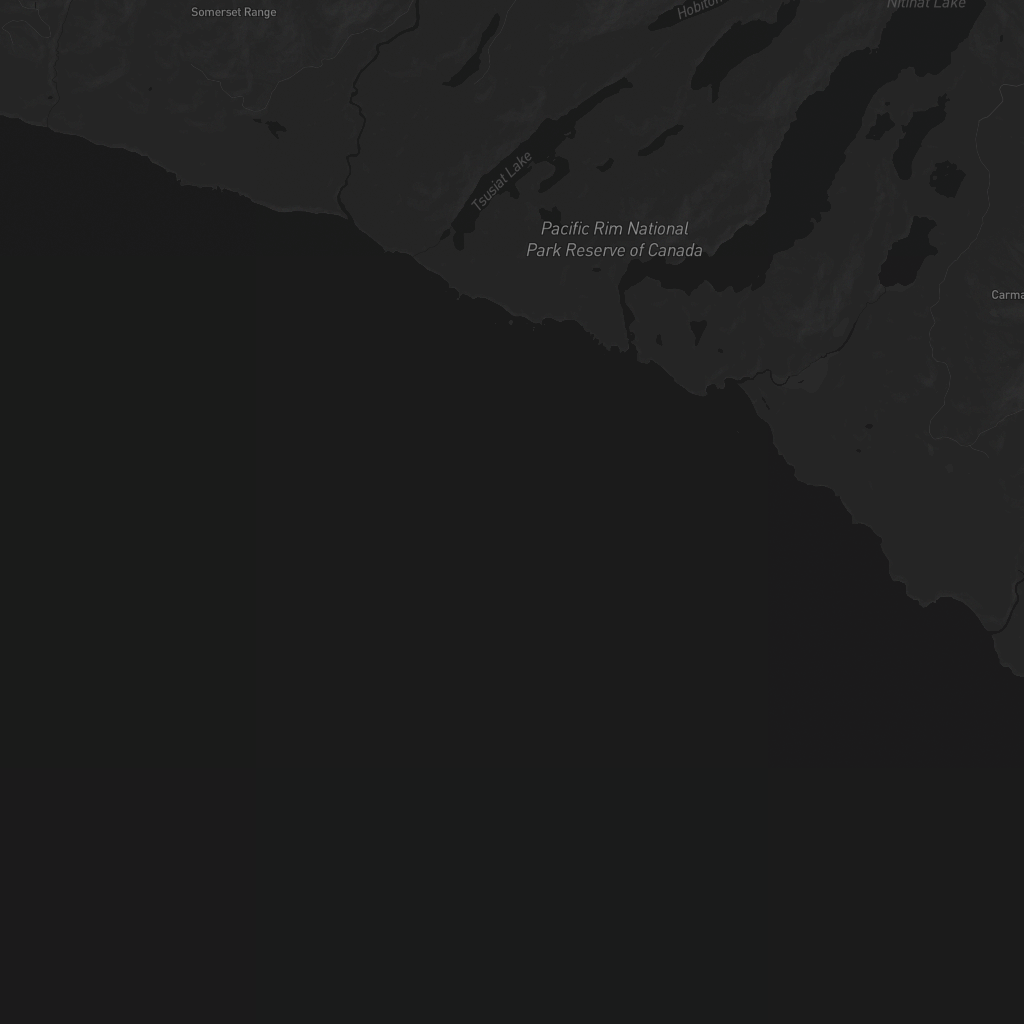 Somerset Range
Nitinat Lake
Tsusiat Lake
Pacific Rim National
Park Reserve of Canada